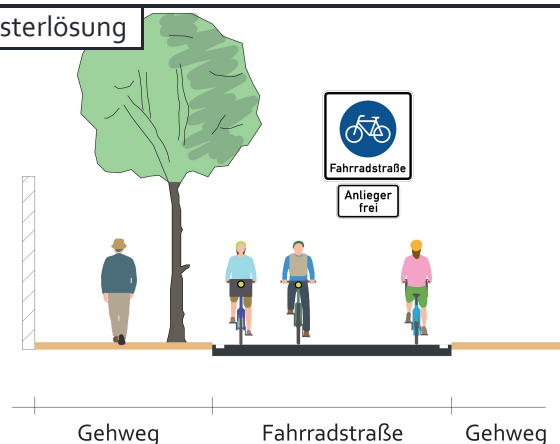 sterlösung
Fahrradstraße
Anlieger
frei
Gehweg Fahrradstraße Gehweg